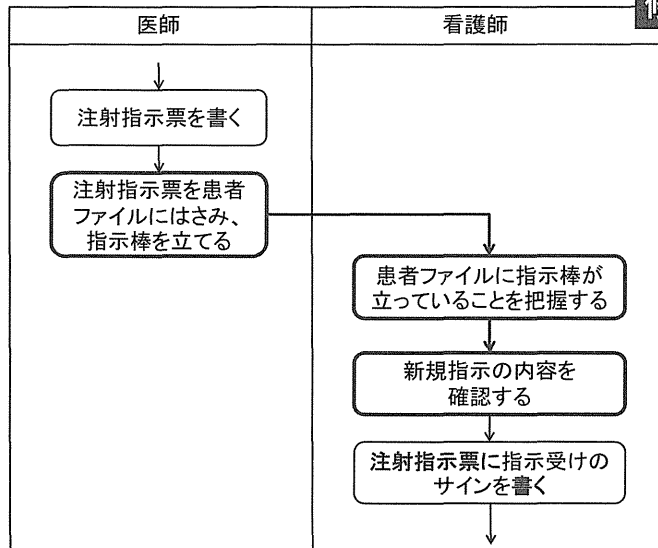 医師
看護師
注射指示票を書く
注射指示票を患者
ファイルにはさみ、
指示棒を立てる
患者ファイルに指示棒が
立っていることを把握する
新規指示の内容を
確認する
注射指示票に指示受けの
サインを書く